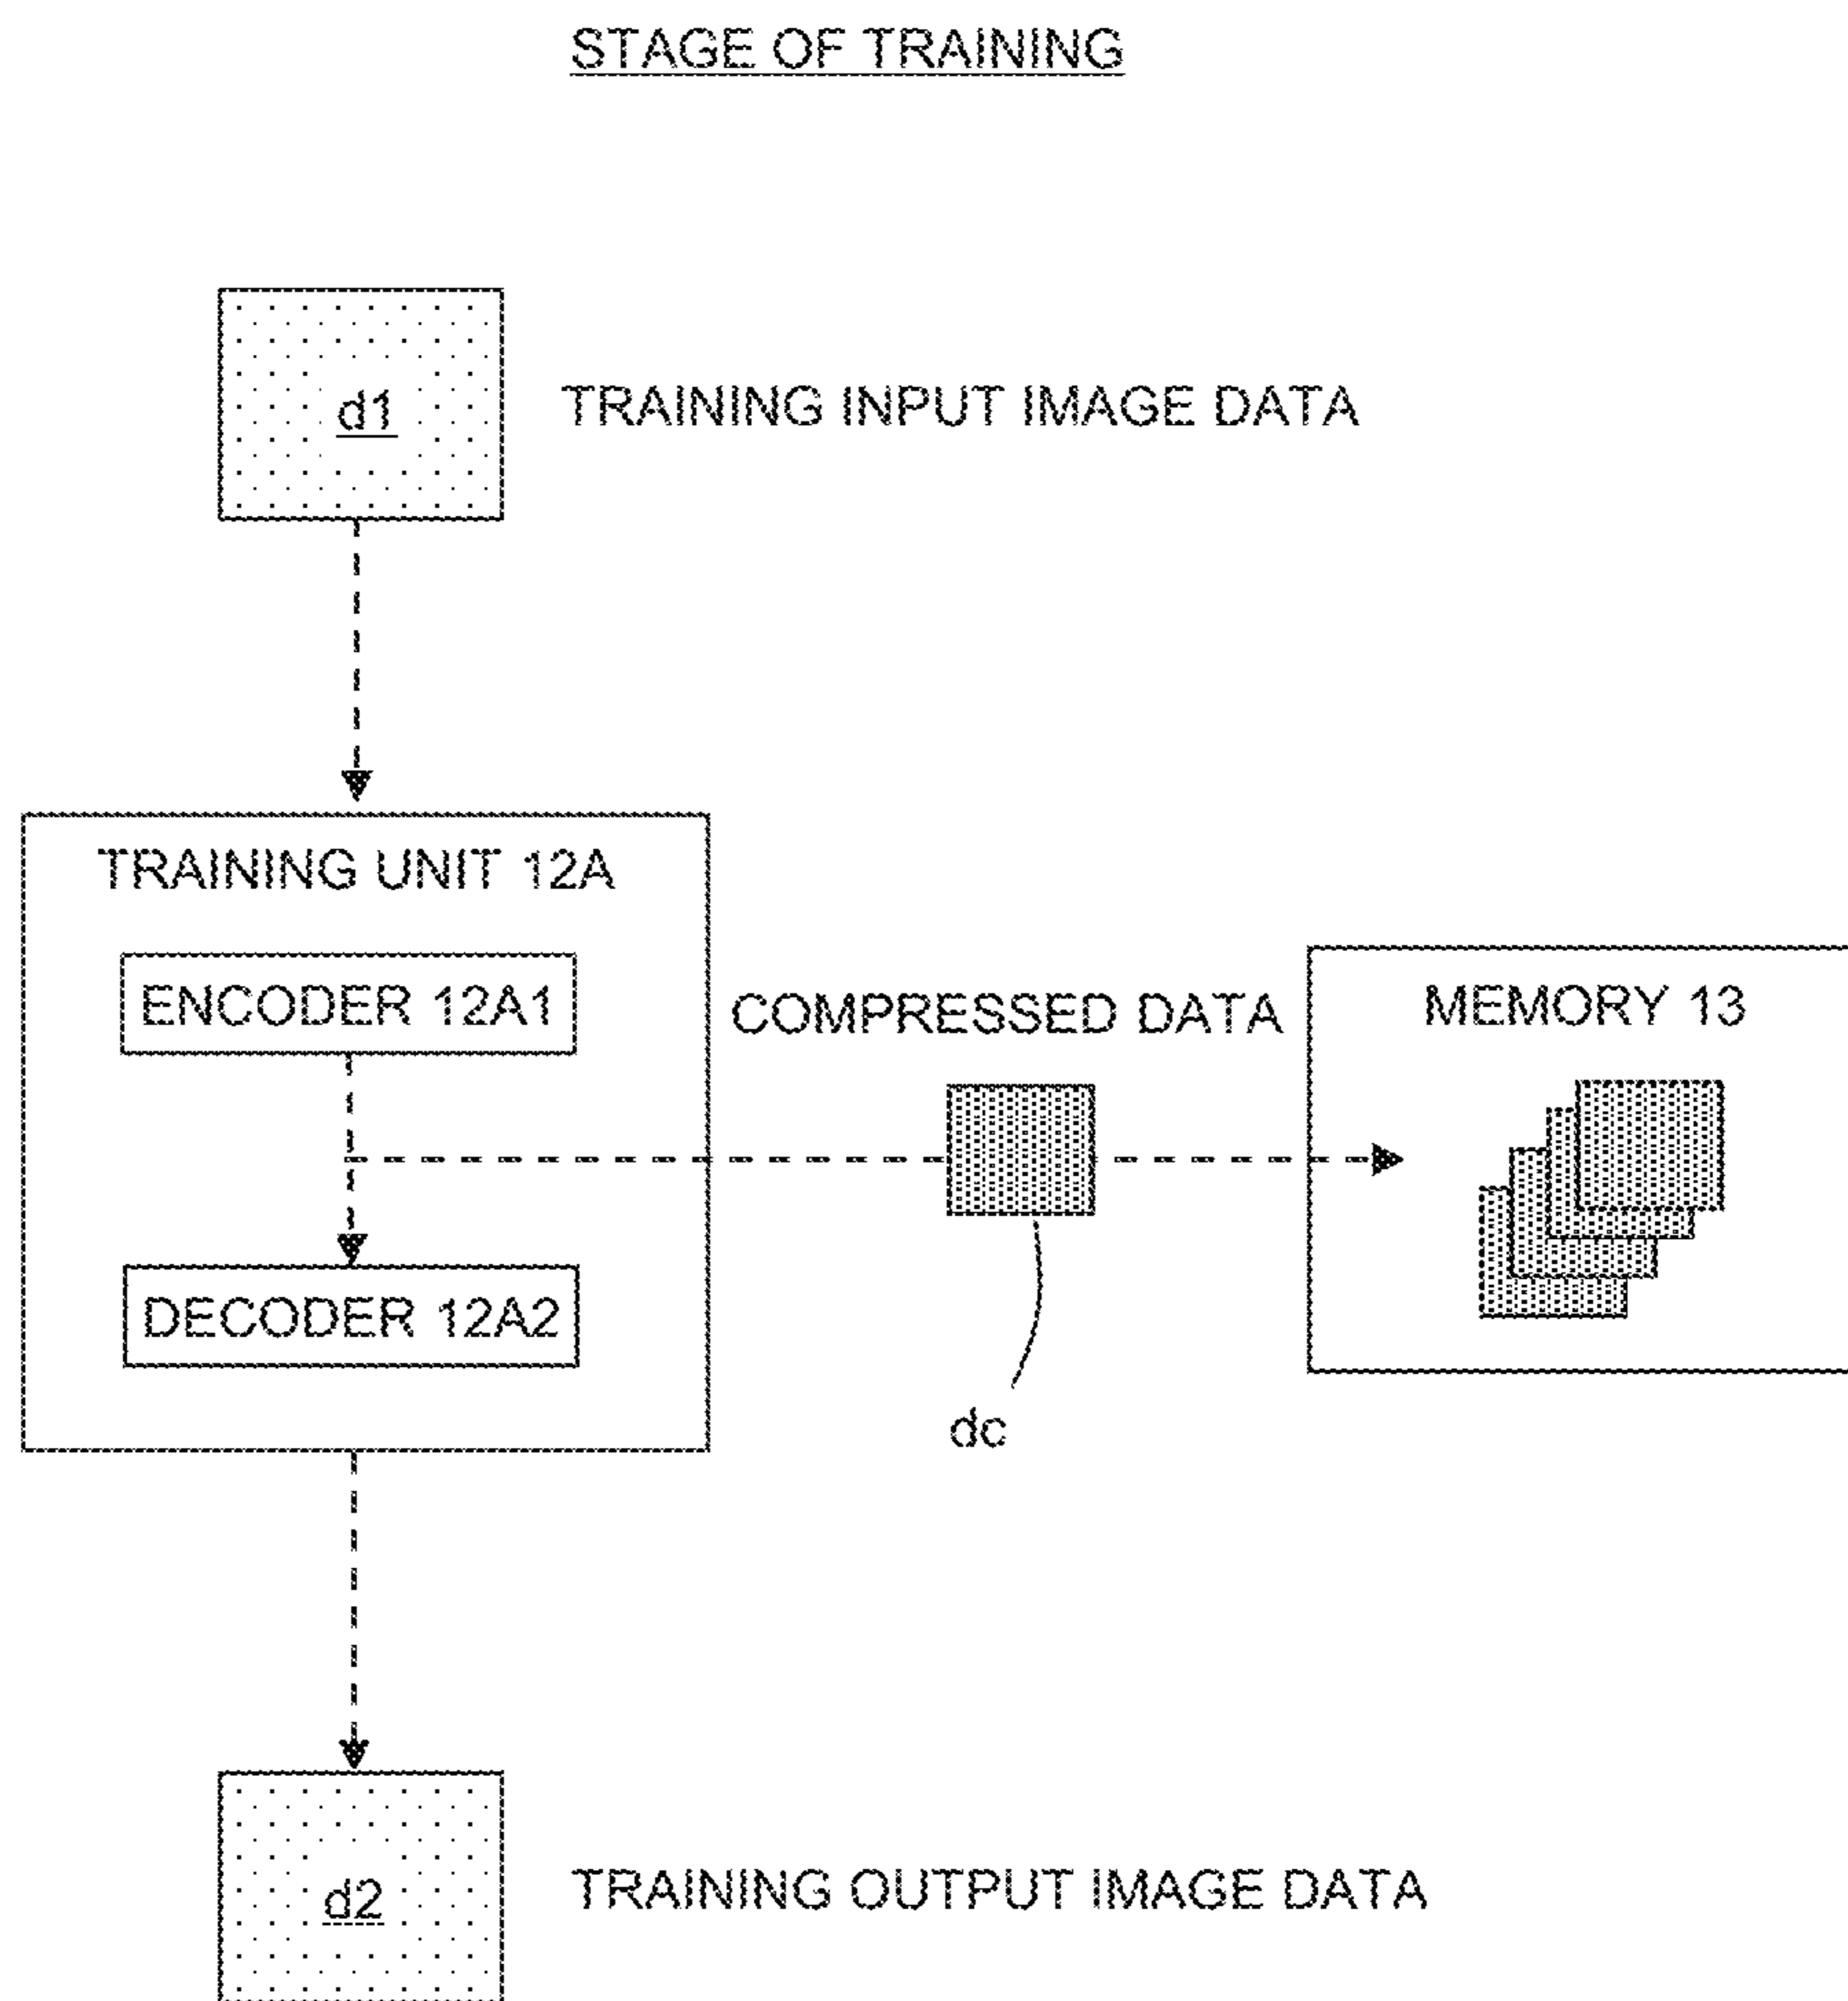 STAGE OF TRAINING
d1
TRAINING INPUT IMAGE DATA
TRAINING UNIT 12A
ENCODER 12A1
COMPRESSED DATA
MEMORY 13
DECODER 12A2
dc
d2
TRAINING OUTPUT IMAGE DATA